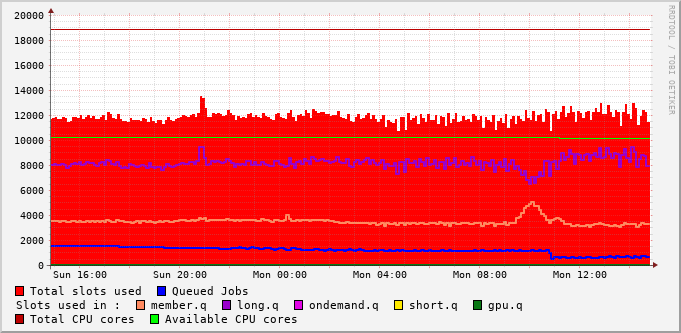 20000
18000
16000
14000
12000
10000
8000
6000
4000
2000
0
Sun 16:00 Sun 20:00 Mon 00:00 Mon 04:00 Mon 08:00 Mon 12:00
Total slots used Queued Jobs
Slots used in : member.q long.q ondemand.q short.q gpu.q
Total CPU cores Available CPU cores
RRDTOOL / TOBI OETIKER